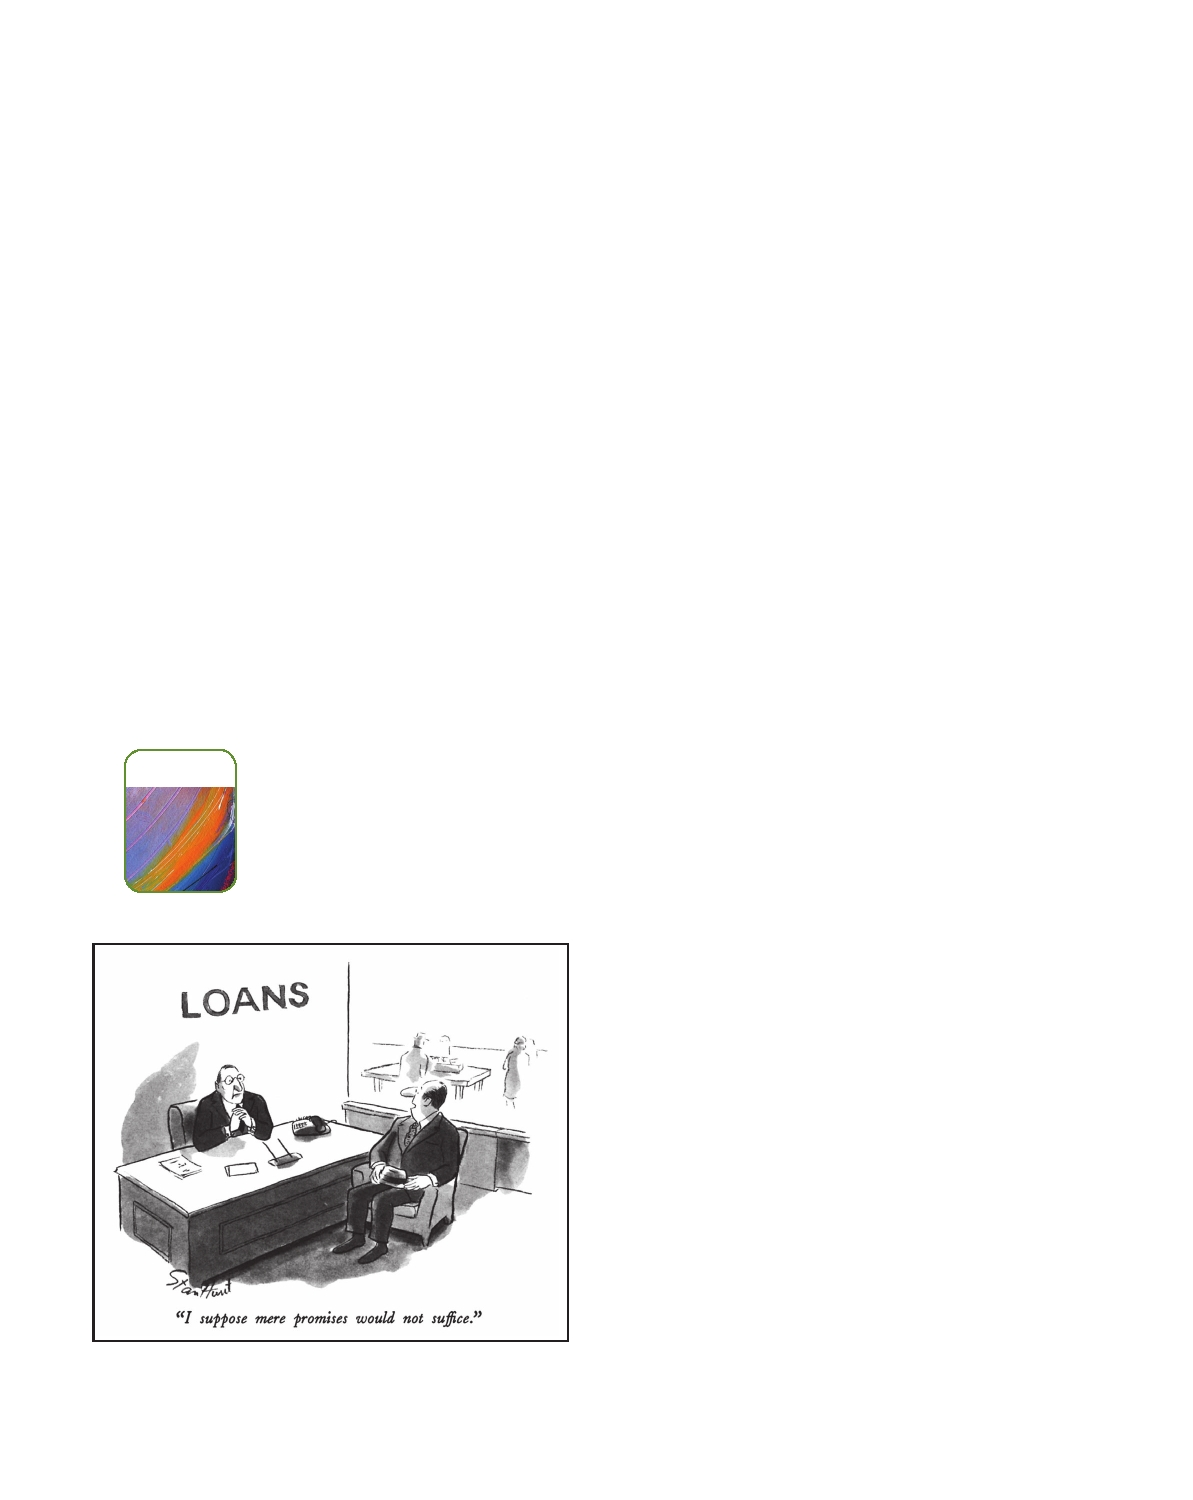 LOANS
Stan Hunt
“I suppose mere promises would not suffice.”